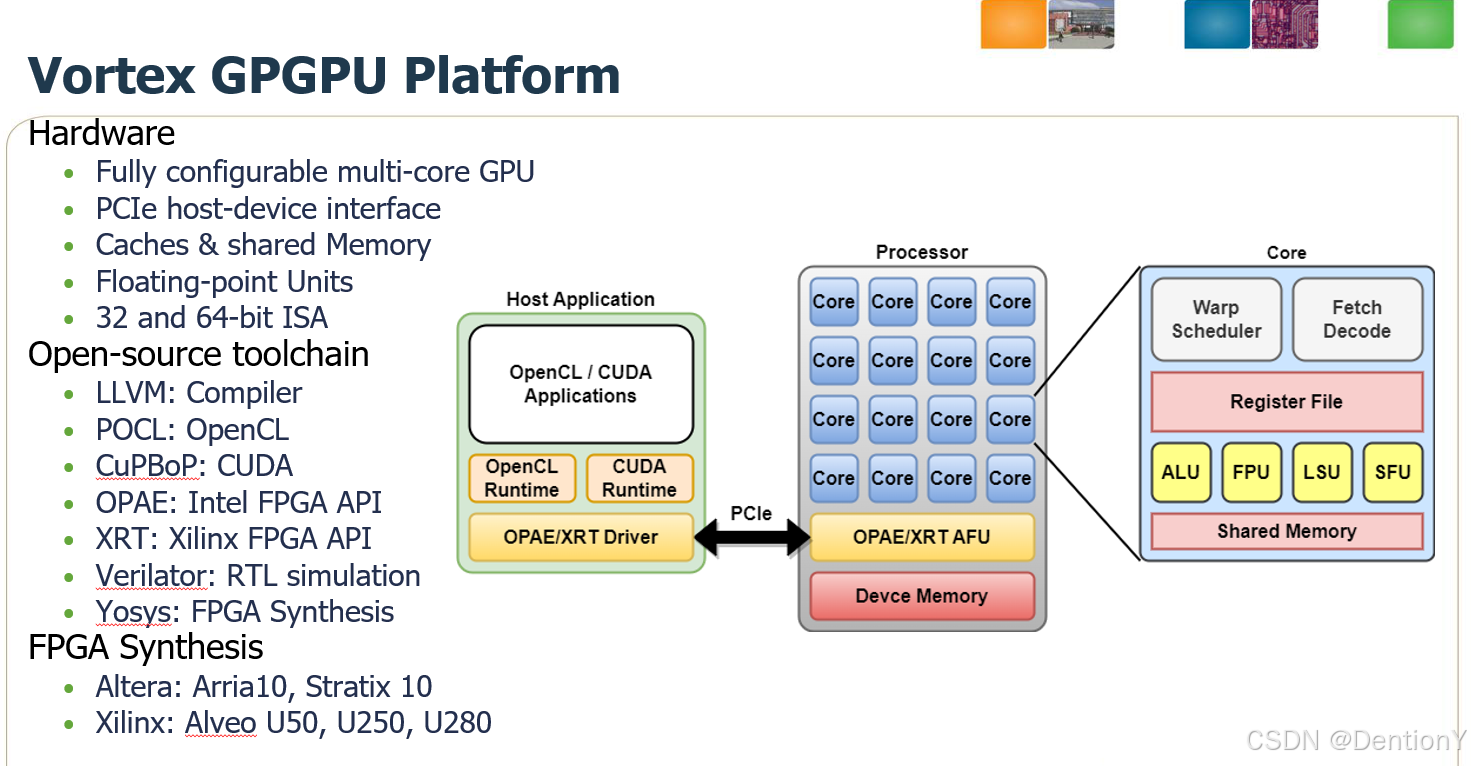 Vortex GPGPU Platform
Hardware
Fully configurable multi-core GPU
PCIe host-device interface
Caches & shared Memory
Floating-point Units
32 and 64-bit ISA
Open-source toolchain
LLVM: Compiler
POCL: OpenCL
CuPBoP: CUDA
OPAE: Intel FPGA API
XRT: Xilinx FPGA API
Verilator: RTL simulation
Yosys: FPGA Synthesis
FPGA Synthesis
Altera: Arria10, Stratix 10
Xilinx: Alveo U50, U250, U280
Host Application
OpenCL / CUDA
Applications
OpenCL
Runtime
CUDA
Runtime
OPAE/XRT Driver
PCIe
Processor
Core Core Core Core
Core Core Core Core
Core Core Core Core
Core Core Core Core
OPAE/XRT AFU
Devce Memory
Core
Warp
Scheduler
Fetch
Decode
Register File
ALU FPU LSU SFU
Shared Memory
CSDN @DentionY